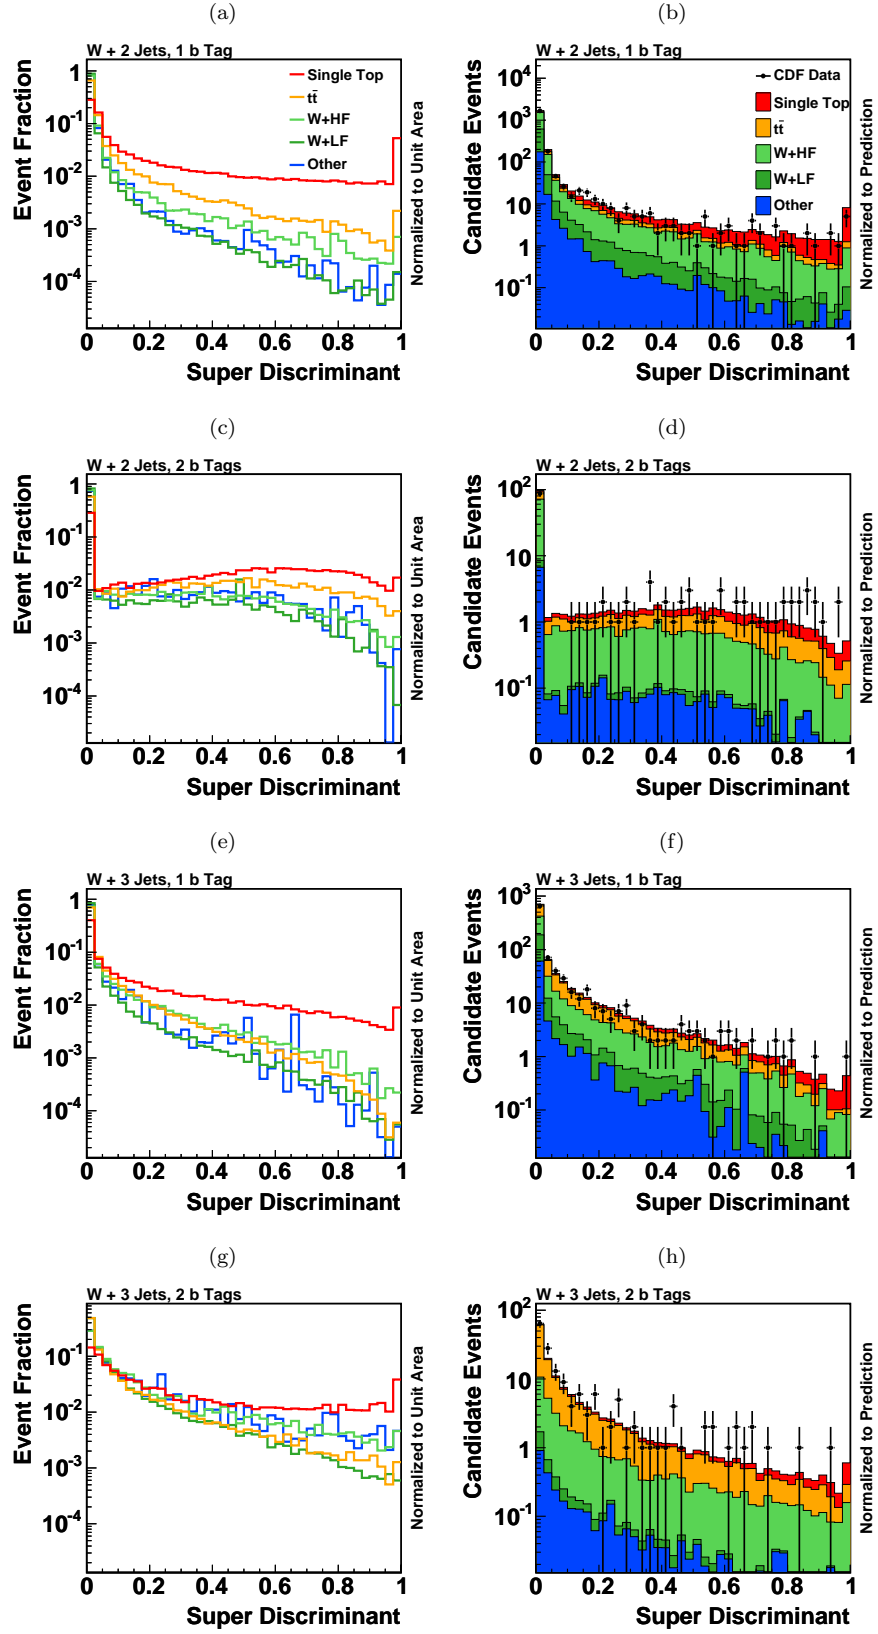 (a)
W + 2 Jets, 1 b Tag
Event Fraction
1
10⁻¹
10⁻²
10⁻³
10⁻⁴
Single Top
tt̄
W+HF
W+LF
Other
Normalized to Unit Area
0 0.2 0.4 0.6 0.8 1
Super Discriminant
(b)
W + 2 Jets, 1 b Tag
Candidate Events
10⁴
10³
10²
10
1
10⁻¹
CDF Data
Single Top
tt̄
W+HF
W+LF
Other
Normalized to Prediction
0 0.2 0.4 0.6 0.8 1
Super Discriminant
(c)
W + 2 Jets, 2 b Tags
Event Fraction
1
10⁻¹
10⁻²
10⁻³
10⁻⁴
Normalized to Unit Area
0 0.2 0.4 0.6 0.8 1
Super Discriminant
(d)
W + 2 Jets, 2 b Tags
Candidate Events
10²
10
1
10⁻¹
Normalized to Prediction
0 0.2 0.4 0.6 0.8 1
Super Discriminant
(e)
W + 3 Jets, 1 b Tag
Event Fraction
1
10⁻¹
10⁻²
10⁻³
10⁻⁴
Normalized to Unit Area
0 0.2 0.4 0.6 0.8 1
Super Discriminant
(f)
W + 3 Jets, 1 b Tag
Candidate Events
10³
10²
10
1
10⁻¹
Normalized to Prediction
0 0.2 0.4 0.6 0.8 1
Super Discriminant
(g)
W + 3 Jets, 2 b Tags
Event Fraction
10⁻¹
10⁻²
10⁻³
10⁻⁴
Normalized to Unit Area
0 0.2 0.4 0.6 0.8 1
Super Discriminant
(h)
W + 3 Jets, 2 b Tags
Candidate Events
10²
10
1
10⁻¹
Normalized to Prediction
0 0.2 0.4 0.6 0.8 1
Super Discriminant